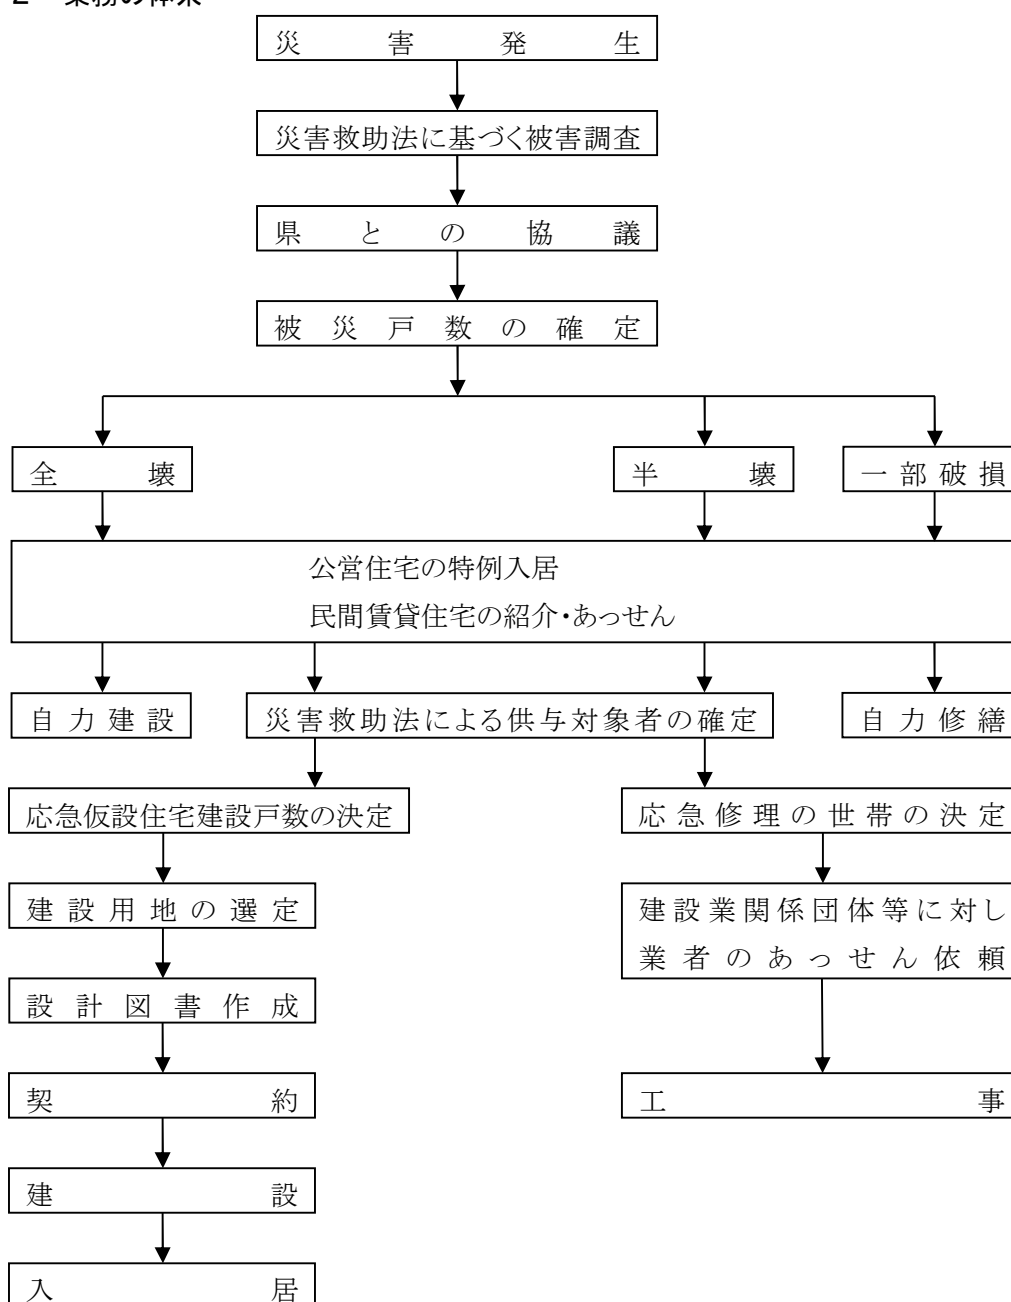 2 業務の体系
災害発生
災害救助法に基づく被害調査
県との協議
被災戸数の確定
全壊
半壊
一部破損
公営住宅の特例入居
民間賃貸住宅の紹介・あっせん
自力建設
災害救助法による供与対象者の確定
自力修繕
応急仮設住宅建設戸数の決定
応急修理の世帯の決定
建設用地の選定
建設業関係団体等に対し
業者のあっせん依頼
設計図書作成
契約
工事
建設
入居